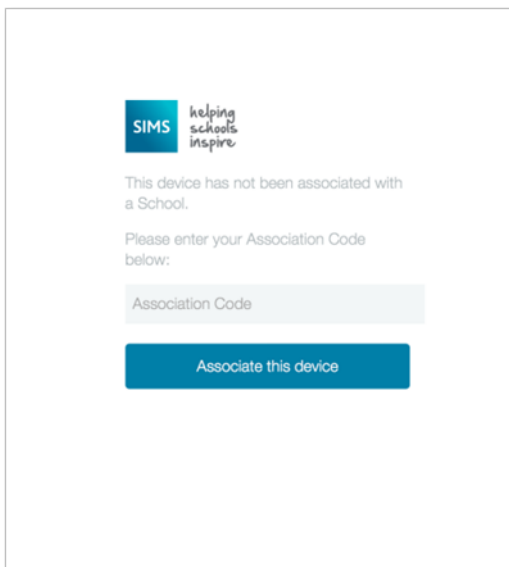 SIMS
helping
schools
inspire
This device has not been associated with
a School.
Please enter your Association Code
below:
Association Code
Associate this device